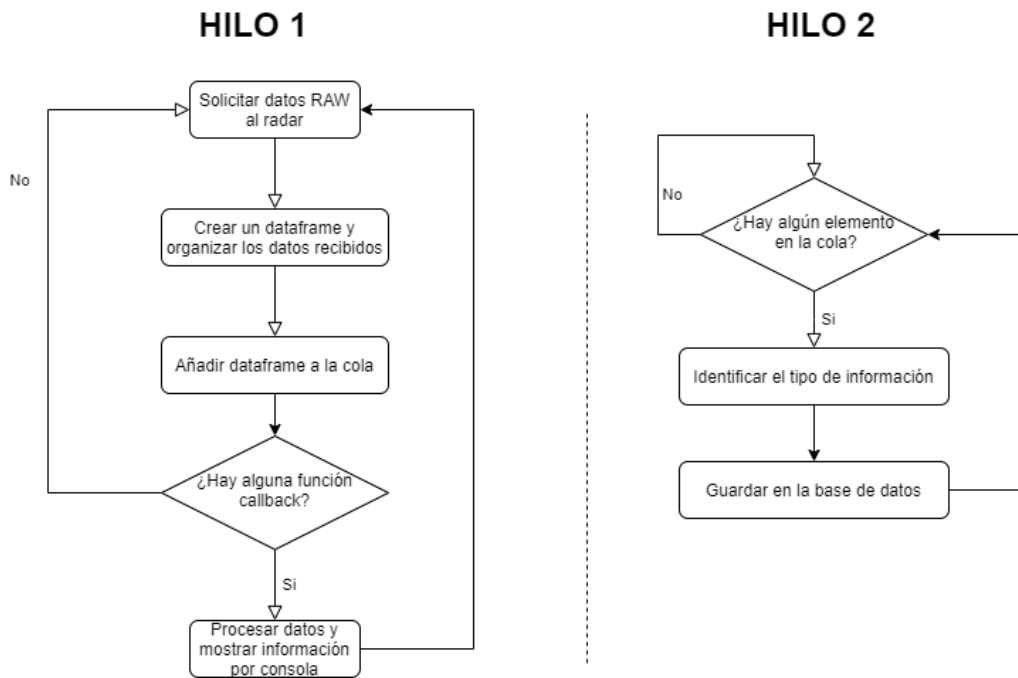 HILO 1
Solicitar datos RAW
al radar
No
Crear un dataframe y
organizar los datos recibidos
Añadir dataframe a la cola
¿Hay alguna función
callback?
Si
Procesar datos y
mostrar información
por consola
HILO 2
No
¿Hay algún elemento
en la cola?
Si
Identificar el tipo de información
Guardar en la base de datos